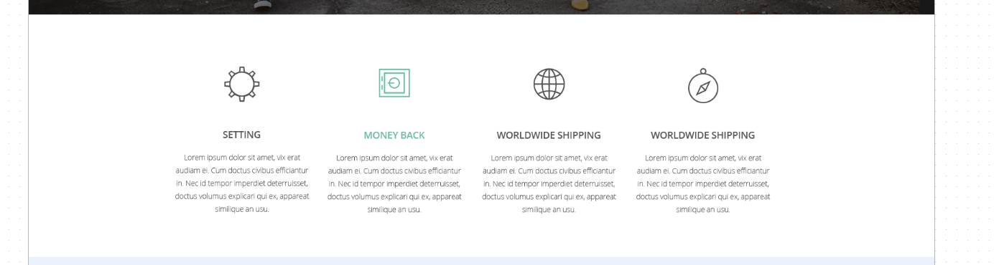 SETTING
Lorem ipsum dolor sit amet, vix erat
audiam ei. Cum doctus civibus efficiantur
in. Nec id tempor imperdiet deterruisset,
doctus volumus explicari qui ex, appareat
similique an usu.
MONEY BACK
Lorem ipsum dolor sit amet, vix erat
audiam ei. Cum doctus civibus efficiantur
in. Nec id tempor imperdiet deterruisset,
doctus volumus explicari qui ex, appareat
similique an usu.
WORLDWIDE SHIPPING
Lorem ipsum dolor sit amet, vix erat
audiam ei. Cum doctus civibus efficiantur
in. Nec id tempor imperdiet deterruisset,
doctus volumus explicari qui ex, appareat
similique an usu.
WORLDWIDE SHIPPING
Lorem ipsum dolor sit amet, vix erat
audiam ei. Cum doctus civibus efficiantur
in. Nec id tempor imperdiet deterruisset,
doctus volumus explicari qui ex, appareat
similique an usu.